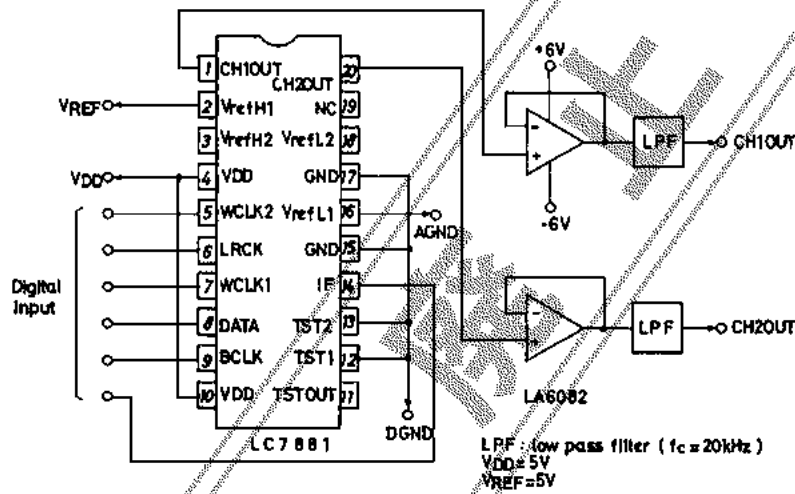 +6V
1 CH1OUT
CH2OUT 20
VREF 2 VrefH1 NC 19
3 VrefH2 VrefL2 18
LPF CH1OUT
VDD 4 VDD GND 17
-6V
5 WCLK2 VrefL1 16
AGND
6 LRCK GND 15
Digital
Input
7 WCLK1 IF 14
8 DATA TST2 13
LPF CH2OUT
9 BCLK TST1 12
10 VDD TSTOUT 11
LA6082
DGND
LC7881
LPF : low pass filter ( fc = 20kHz )
VDD=5V
VREF=5V